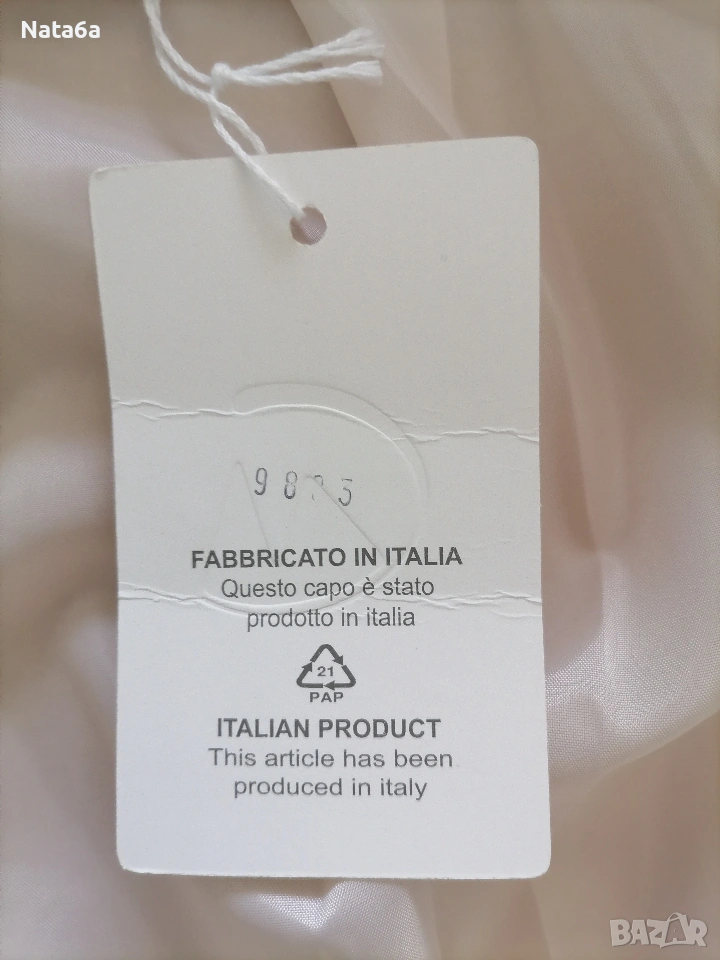 Nata6a
FABBRICATO IN ITALIA
Questo capo è stato
prodotto in italia
21
PAP
ITALIAN PRODUCT
This article has been
produced in italy
BAZAR